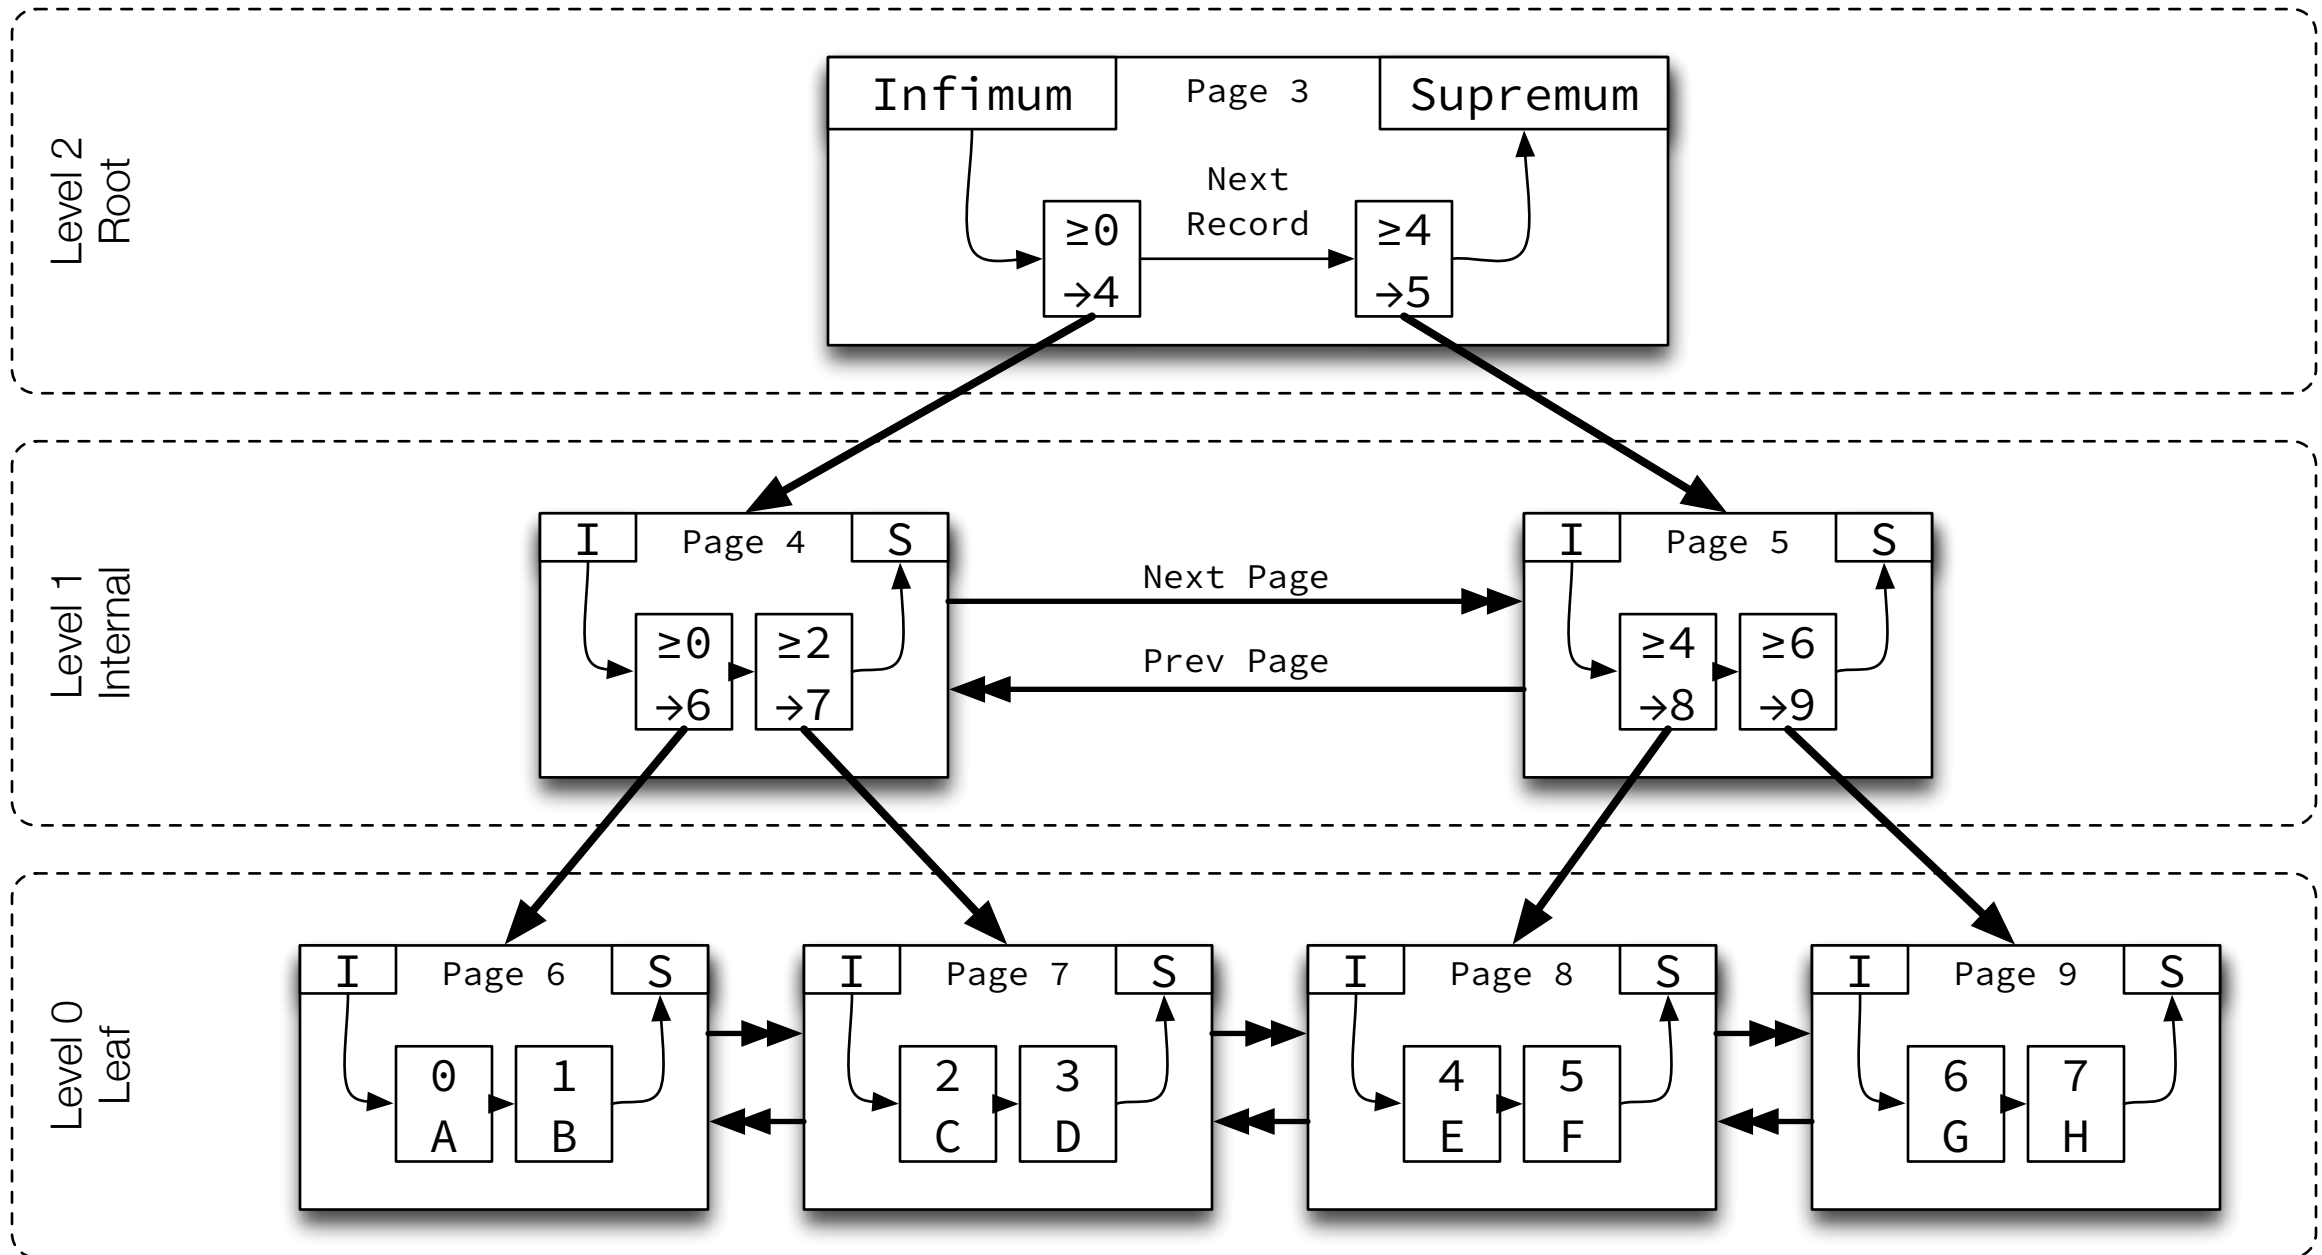 Level 2
Root
Infimum
Page 3
Supremum
Next
Record
≥0
→4
≥4
→5
Level 1
Internal
I
Page 4
S
≥0
→6
≥2
→7
Next Page
Prev Page
I
Page 5
S
≥4
→8
≥6
→9
Level 0
Leaf
I
Page 6
S
0
A
1
B
I
Page 7
S
2
C
3
D
I
Page 8
S
4
E
5
F
I
Page 9
S
6
G
7
H